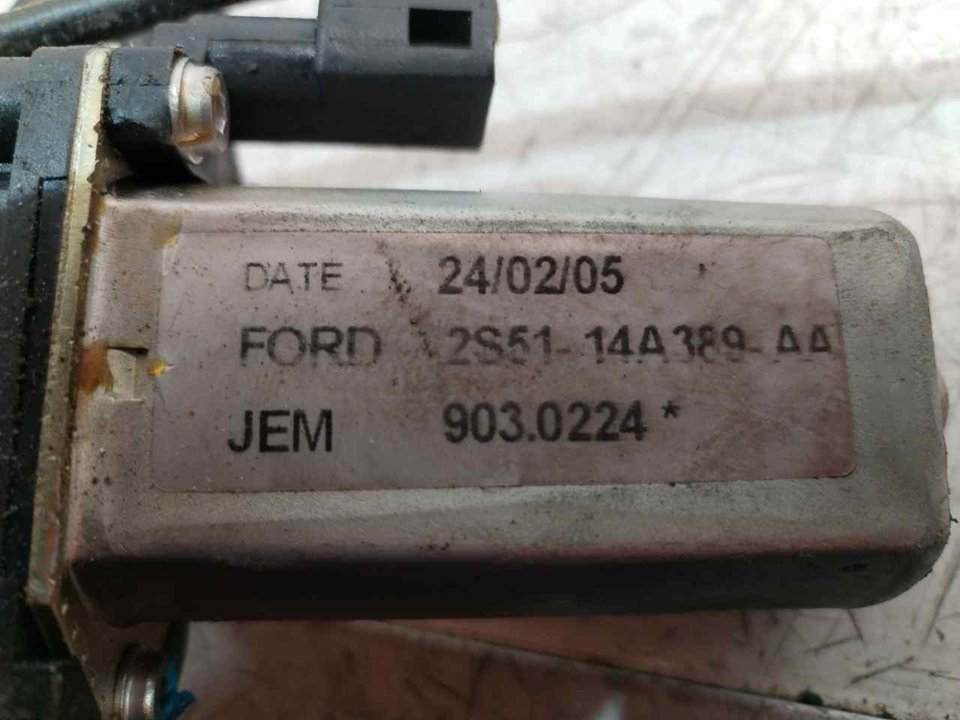 DATE 24/02/05
FORD 2S51-14A389-AA
JEM 903.0224 *